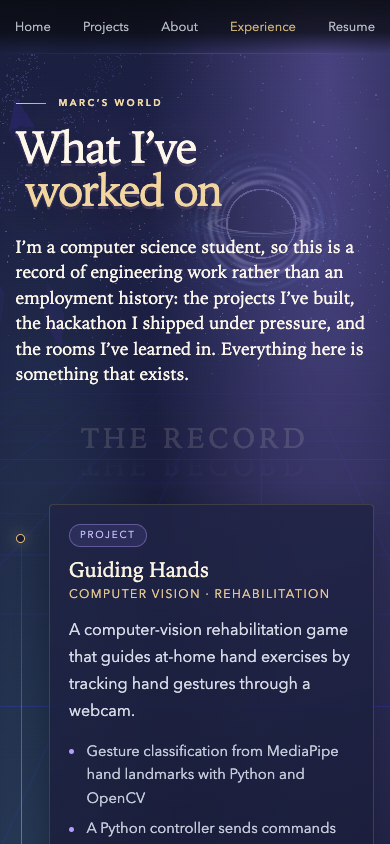 Home Projects About Experience Resume
MARC'S WORLD
What I've
worked on
I'm a computer science student, so this is a
record of engineering work rather than an
employment history: the projects I've built,
the hackathon I shipped under pressure, and
the rooms I've learned in. Everything here is
something that exists.
THE RECORD
PROJECT
Guiding Hands
COMPUTER VISION · REHABILITATION
A computer-vision rehabilitation game
that guides at-home hand exercises by
tracking hand gestures through a
webcam.
• Gesture classification from MediaPipe
hand landmarks with Python and
OpenCV
• A Python controller sends commands